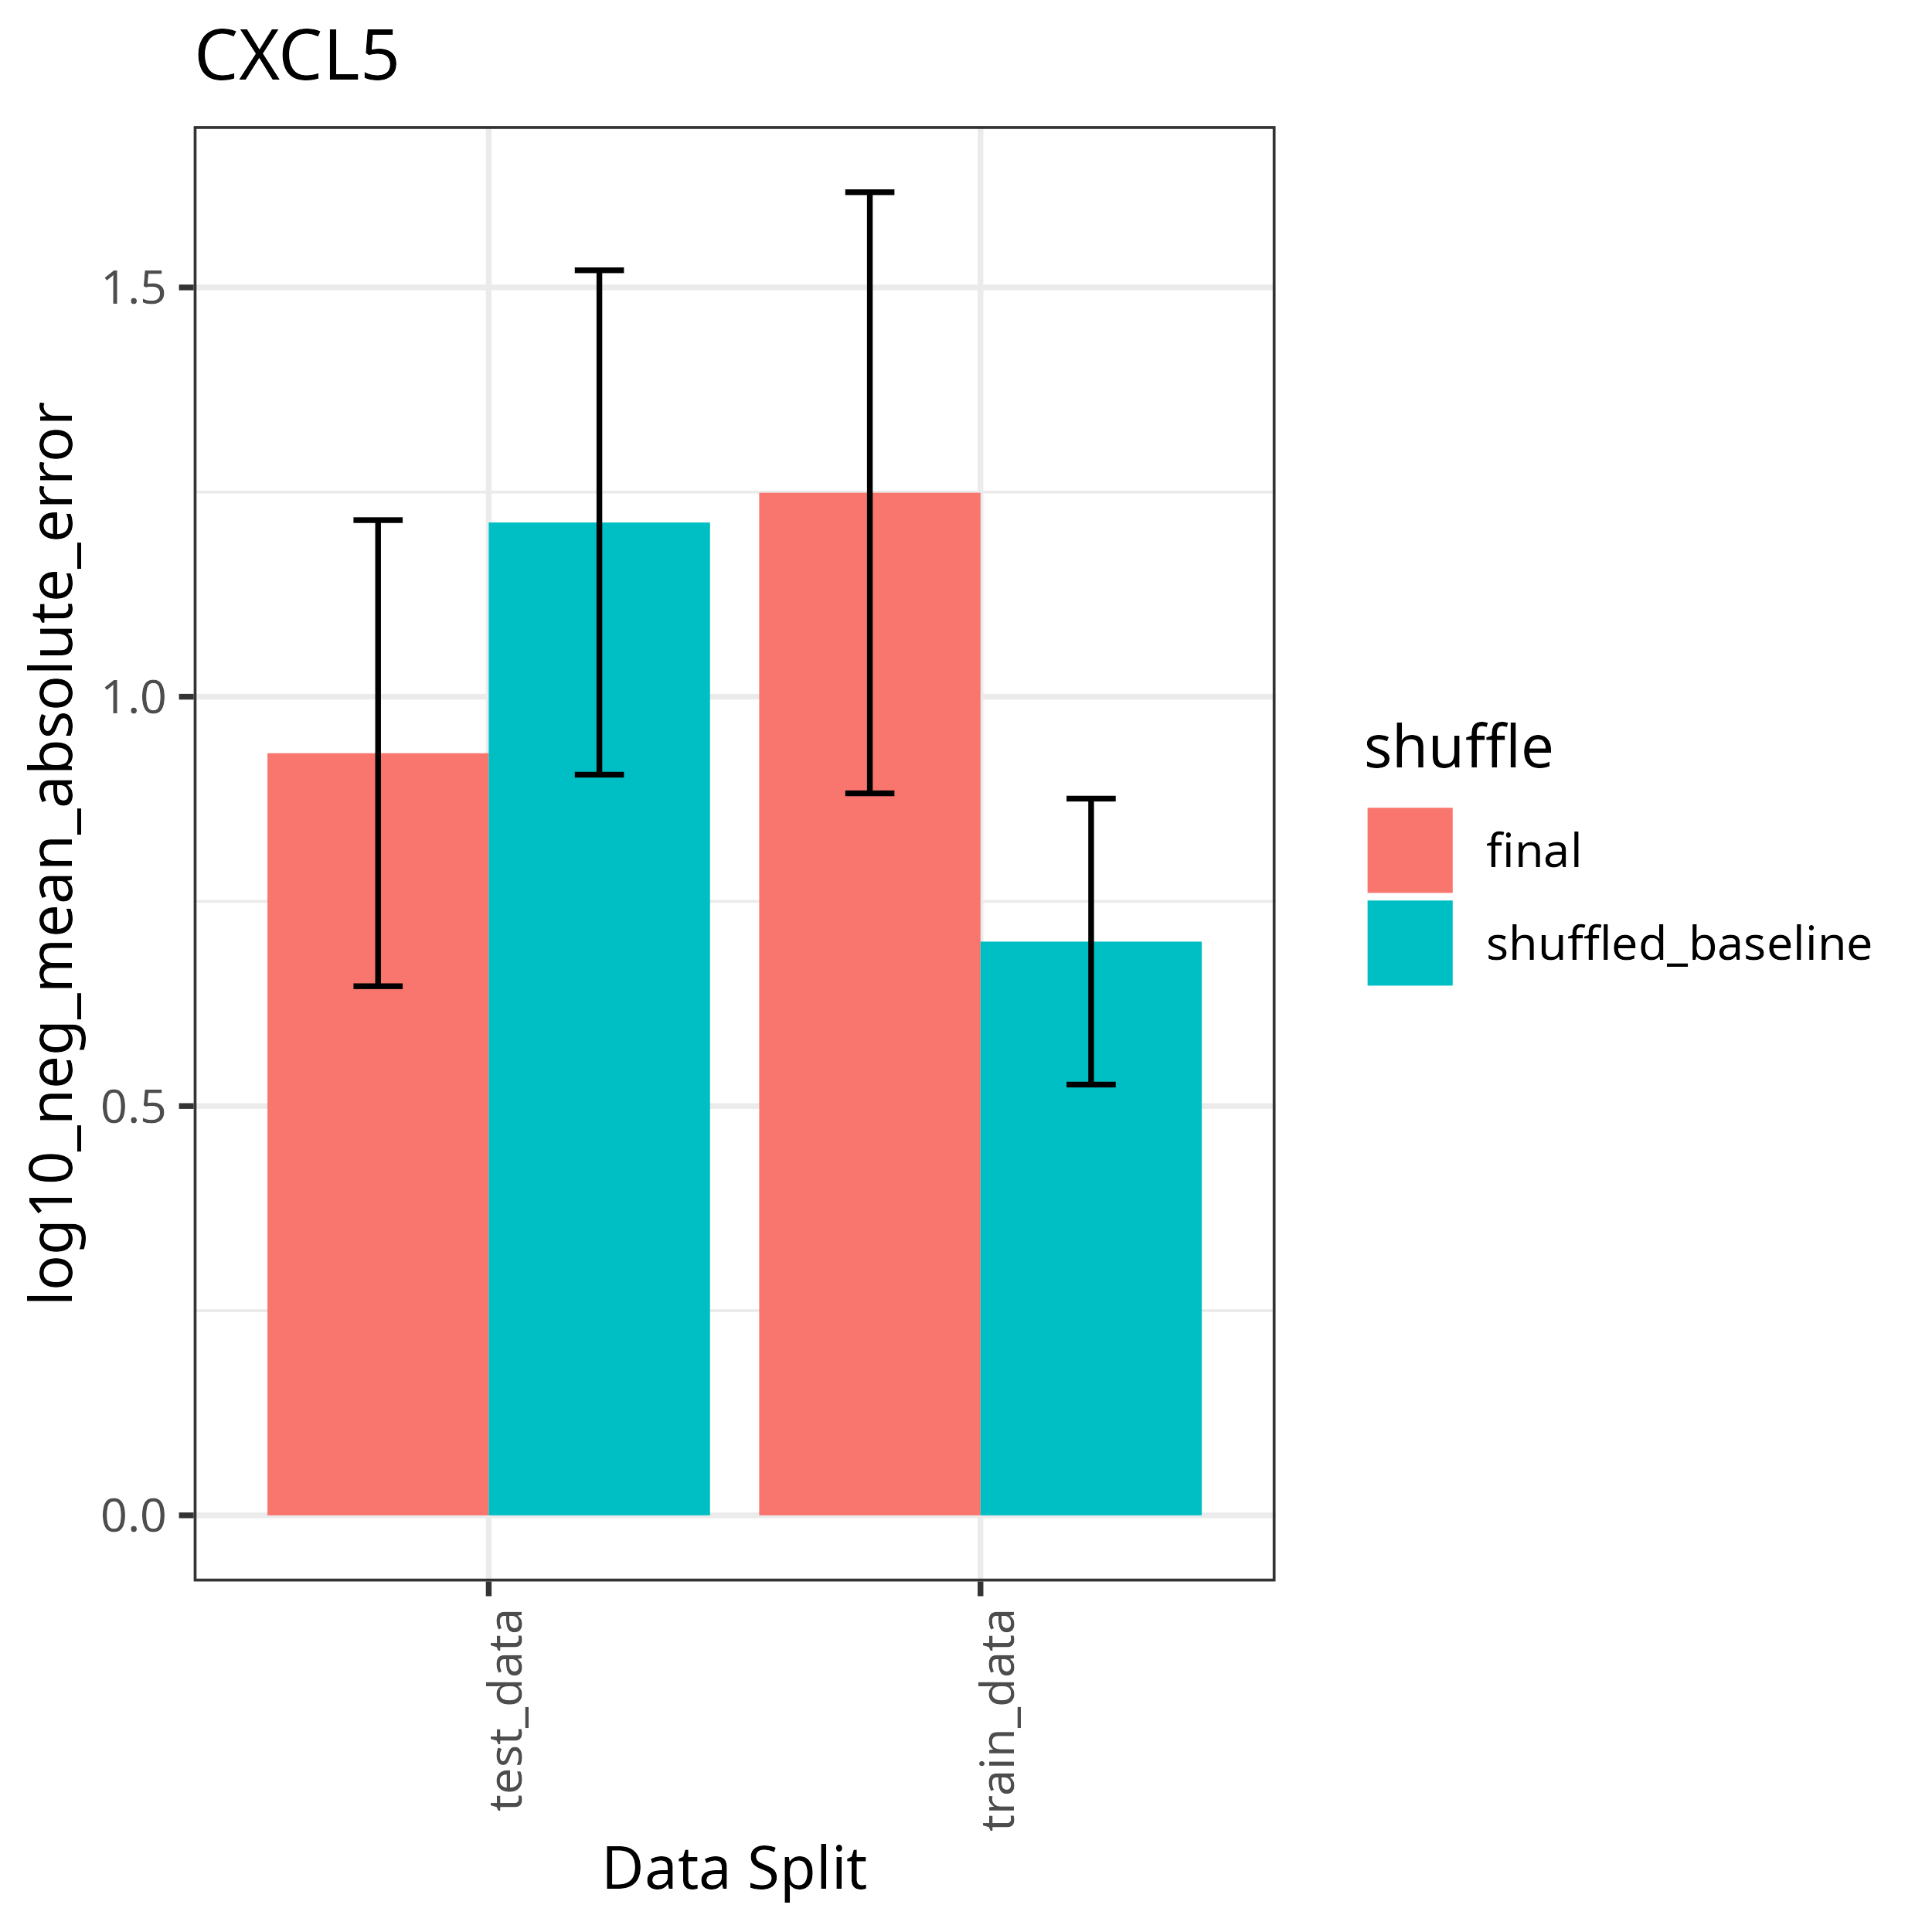 CXCL5
log10_neg_mean_absolute_error
1.5
1.0
0.5
0.0
test_data
train_data
Data Split
shuffle
final
shuffled_baseline